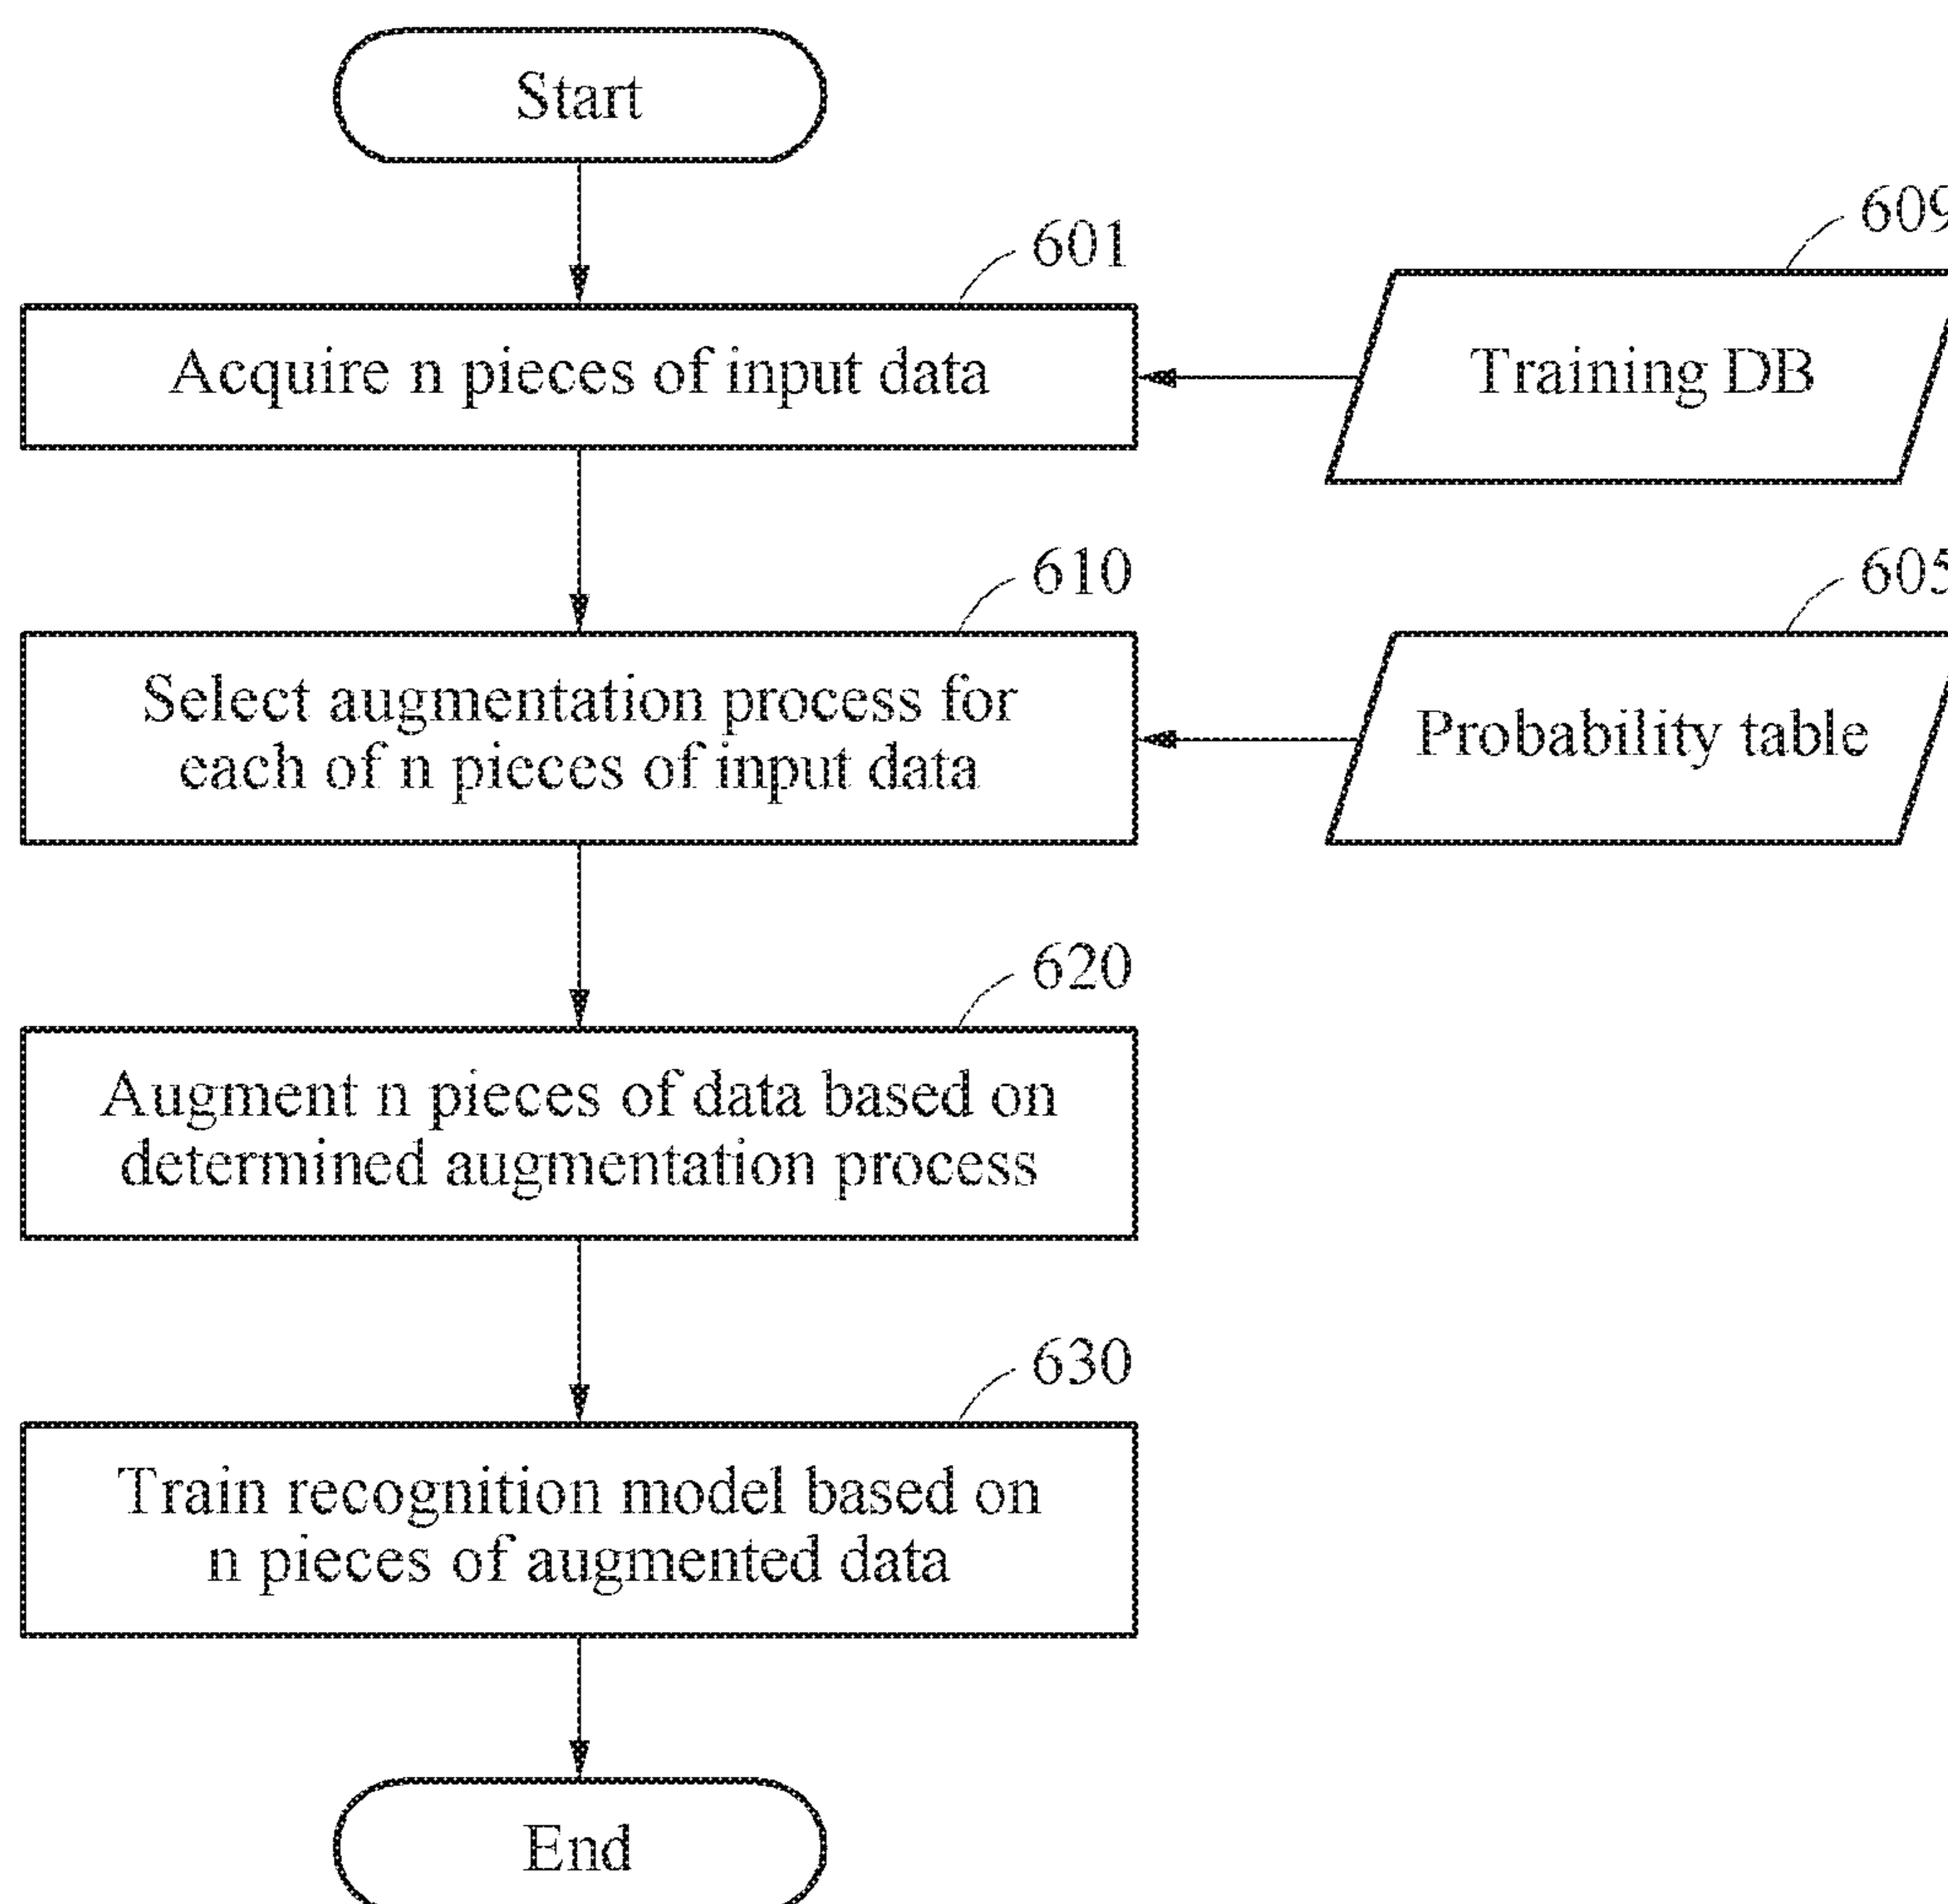 Start
601
609
Acquire n pieces of input data
Training DB
610
605
Select augmentation process for
each of n pieces of input data
Probability table
620
Augment n pieces of data based on
determined augmentation process
630
Train recognition model based on
n pieces of augmented data
End